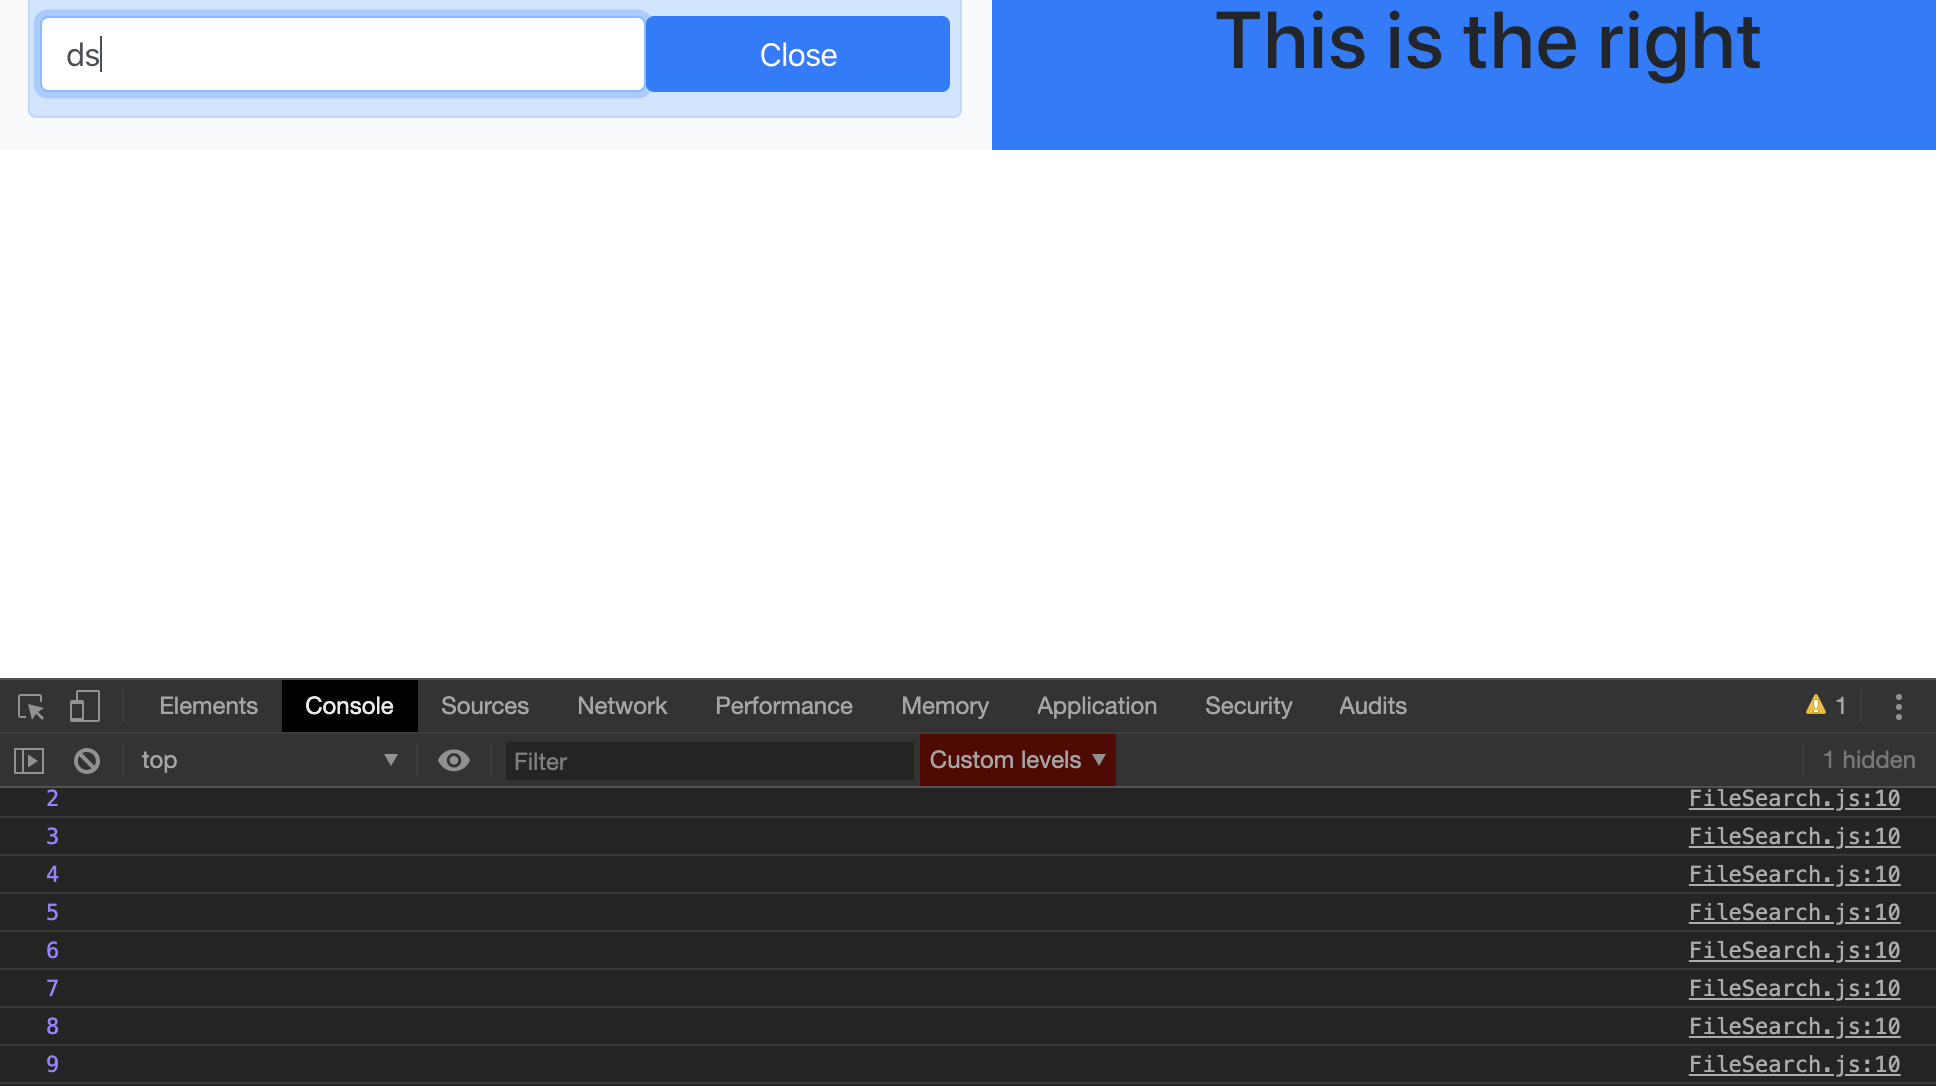 ds
Close
This is the right
Elements Console Sources Network Performance Memory Application Security Audits 1
top Filter Custom levels 1 hidden
2 FileSearch.js:10
3 FileSearch.js:10
4 FileSearch.js:10
5 FileSearch.js:10
6 FileSearch.js:10
7 FileSearch.js:10
8 FileSearch.js:10
9 FileSearch.js:10